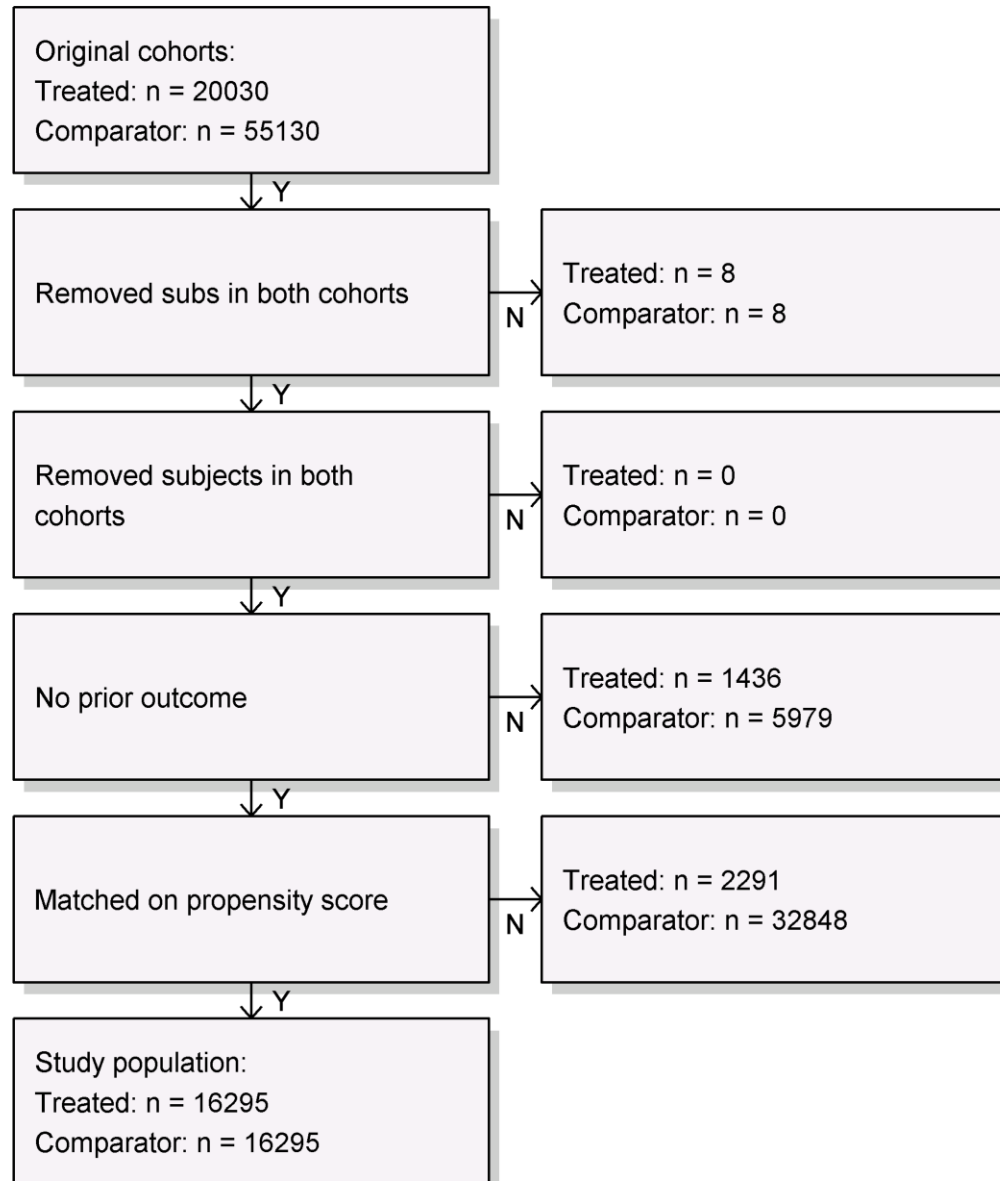 Original cohorts:
Treated: n = 20030
Comparator: n = 55130
Y
Removed subs in both cohorts
N
Treated: n = 8
Comparator: n = 8
Y
Removed subjects in both
cohorts
N
Treated: n = 0
Comparator: n = 0
Y
No prior outcome
N
Treated: n = 1436
Comparator: n = 5979
Y
Matched on propensity score
N
Treated: n = 2291
Comparator: n = 32848
Y
Study population:
Treated: n = 16295
Comparator: n = 16295